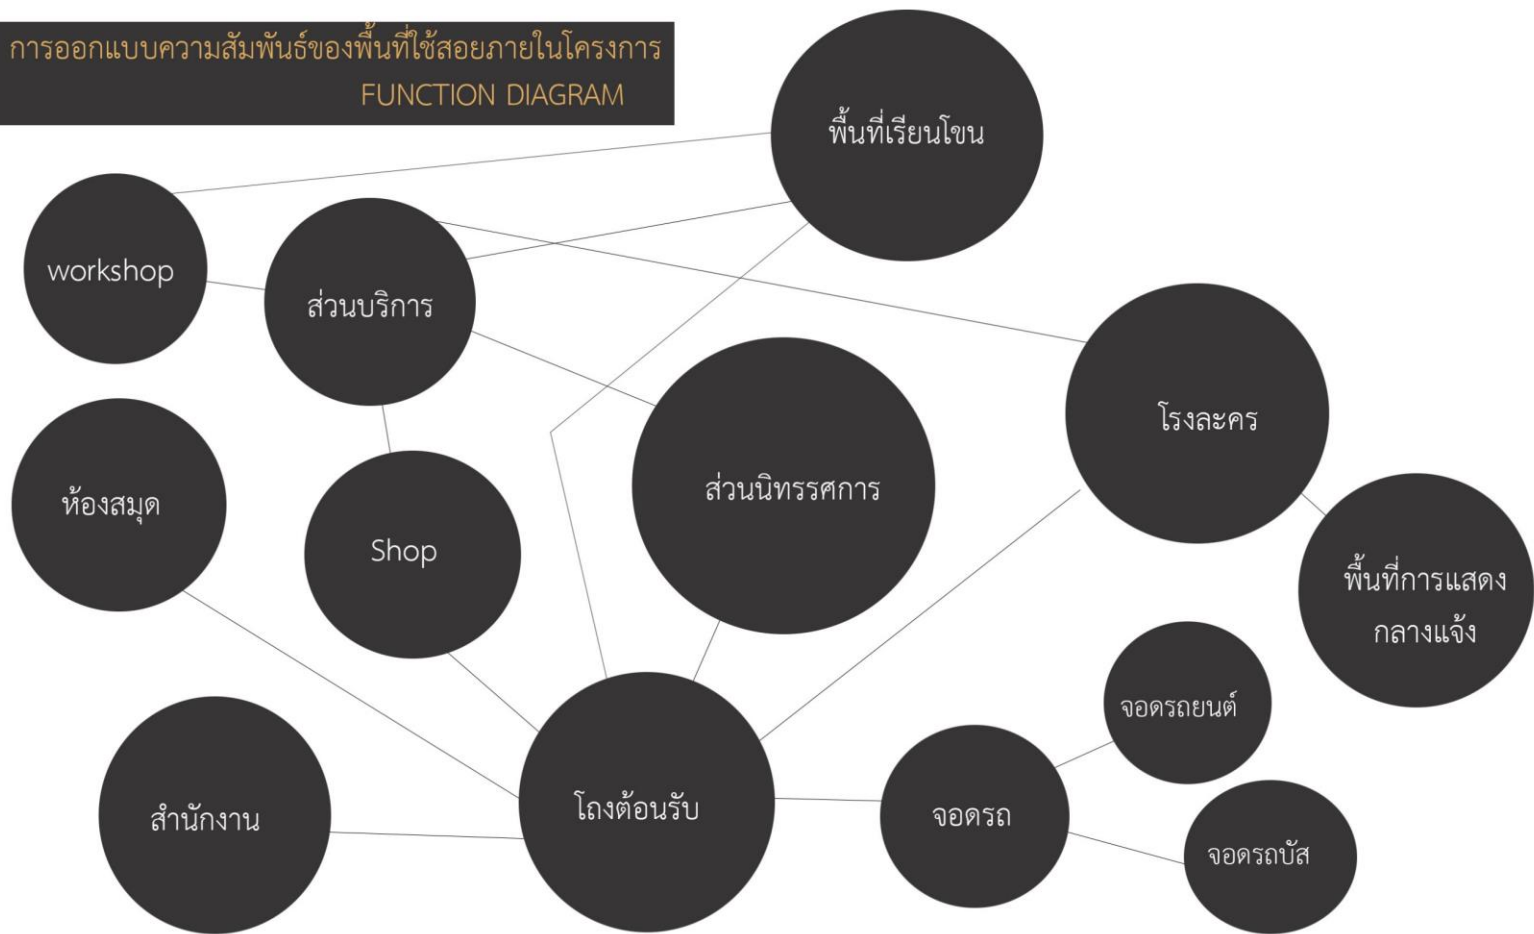 การออกแบบความสัมพันธ์ของพื้นที่ใช้สอยภายในโครงการ
FUNCTION DIAGRAM
พื้นที่เรียนโขน
workshop
ส่วนบริการ
โรงละคร
ส่วนนิทรรศการ
ห้องสมุด
Shop
พื้นที่การแสดง
กลางแจ้ง
จอดรถยนต์
โถงต้อนรับ
จอดรถ
สำนักงาน
จอดรถบัส